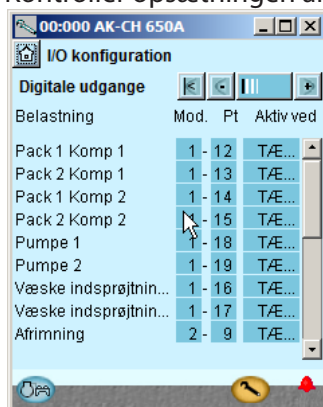 00:000 AK-CH 650A
I/O konfiguration
Digitale udgange
Belastning Mod. Pt Aktiv ved
Pack 1 Komp 1 1 - 12 TÆ...
Pack 2 Komp 1 1 - 13 TÆ...
Pack 1 Komp 2 1 - 14 TÆ...
Pack 2 Komp 2 1 - 15 TÆ...
Pumpe 1 1 - 18 TÆ...
Pumpe 2 1 - 19 TÆ...
Væske indsprøjtnin... 1 - 16 TÆ...
Væske indsprøjtnin... 1 - 17 TÆ...
Afrimning 2 - 9 TÆ...